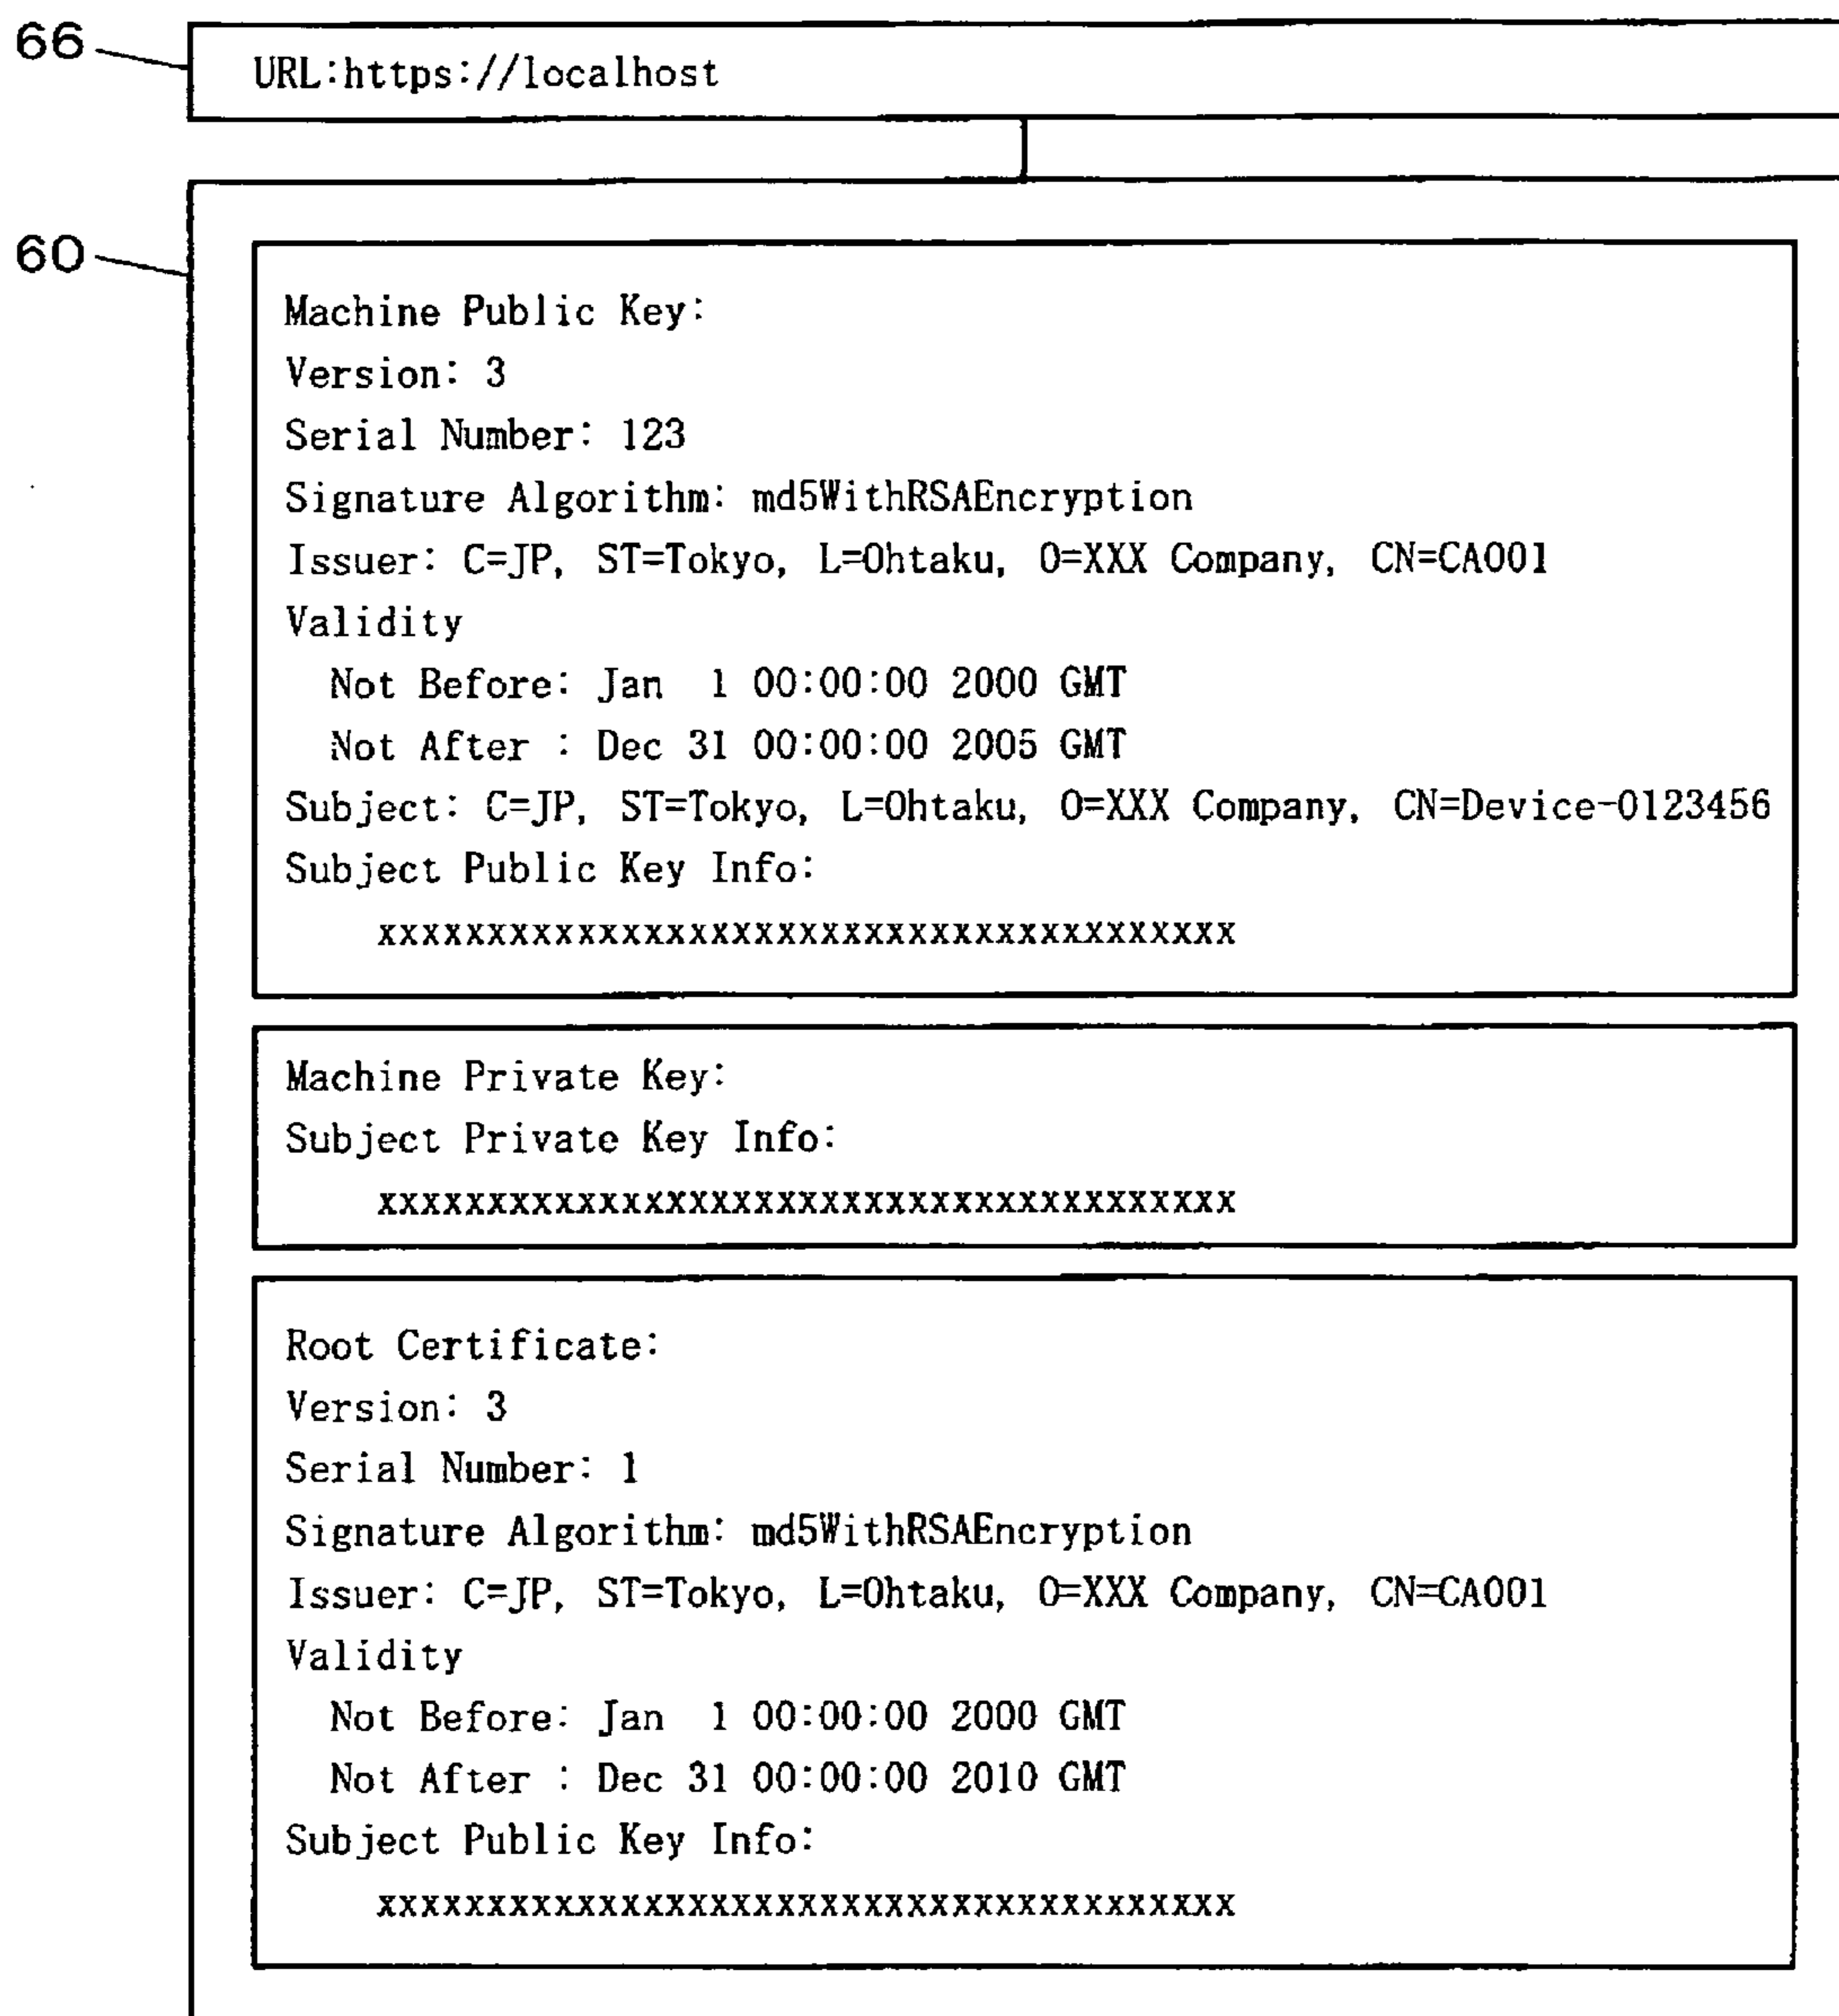 66
URL:https://localhost
60
Machine Public Key:
Version: 3
Serial Number: 123
Signature Algorithm: md5WithRSAEncryption
Issuer: C=JP, ST=Tokyo, L=Ohtaku, O=XXX Company, CN=CA001
Validity
Not Before: Jan 1 00:00:00 2000 GMT
Not After : Dec 31 00:00:00 2005 GMT
Subject: C=JP, ST=Tokyo, L=Ohtaku, O=XXX Company, CN=Device-0123456
Subject Public Key Info:
xxxxxxxxxxxxxxxxxxxxxxxxxxxxxxxxxxxxxxx
Machine Private Key:
Subject Private Key Info:
xxxxxxxxxxxxxxxxxxxxxxxxxxxxxxxxxxxxxxx
Root Certificate:
Version: 3
Serial Number: 1
Signature Algorithm: md5WithRSAEncryption
Issuer: C=JP, ST=Tokyo, L=Ohtaku, O=XXX Company, CN=CA001
Validity
Not Before: Jan 1 00:00:00 2000 GMT
Not After : Dec 31 00:00:00 2010 GMT
Subject Public Key Info:
xxxxxxxxxxxxxxxxxxxxxxxxxxxxxxxxxxxxxxx